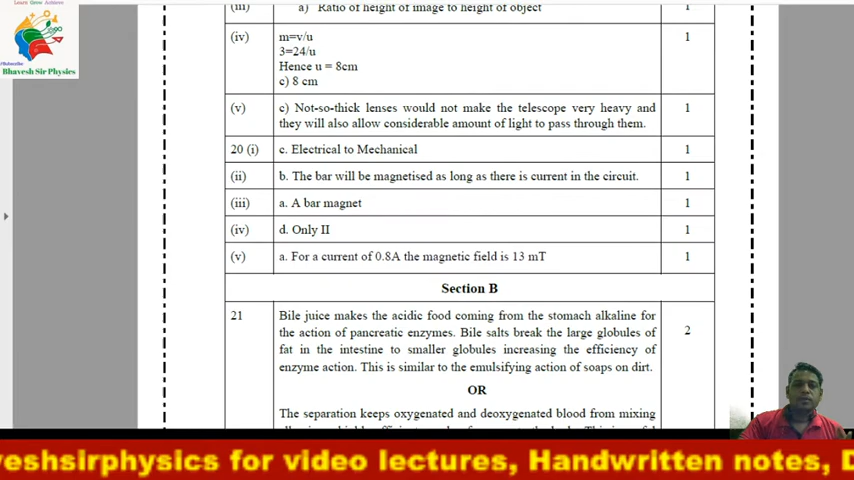 Learn Grow Achieve
(iii) a) Ratio of height of image to height of object 1
(iv) m=v/u 1
3=24/u
Hence u = 8cm
c) 8 cm
Bhavesh Sir Physics
(v) c) Not-so-thick lenses would not make the telescope very heavy and 1
they will also allow considerable amount of light to pass through them.
20 (i) c. Electrical to Mechanical 1
(ii) b. The bar will be magnetised as long as there is current in the circuit. 1
(iii) a. A bar magnet 1
(iv) d. Only II 1
(v) a. For a current of 0.8A the magnetic field is 13 mT 1
Section B
21 Bile juice makes the acidic food coming from the stomach alkaline for
the action of pancreatic enzymes. Bile salts break the large globules of 2
fat in the intestine to smaller globules increasing the efficiency of
enzyme action. This is similar to the emulsifying action of soaps on dirt.
OR
The separation keeps oxygenated and deoxygenated blood from mixing
veshsirphysics for video lectures, Handwritten notes, D